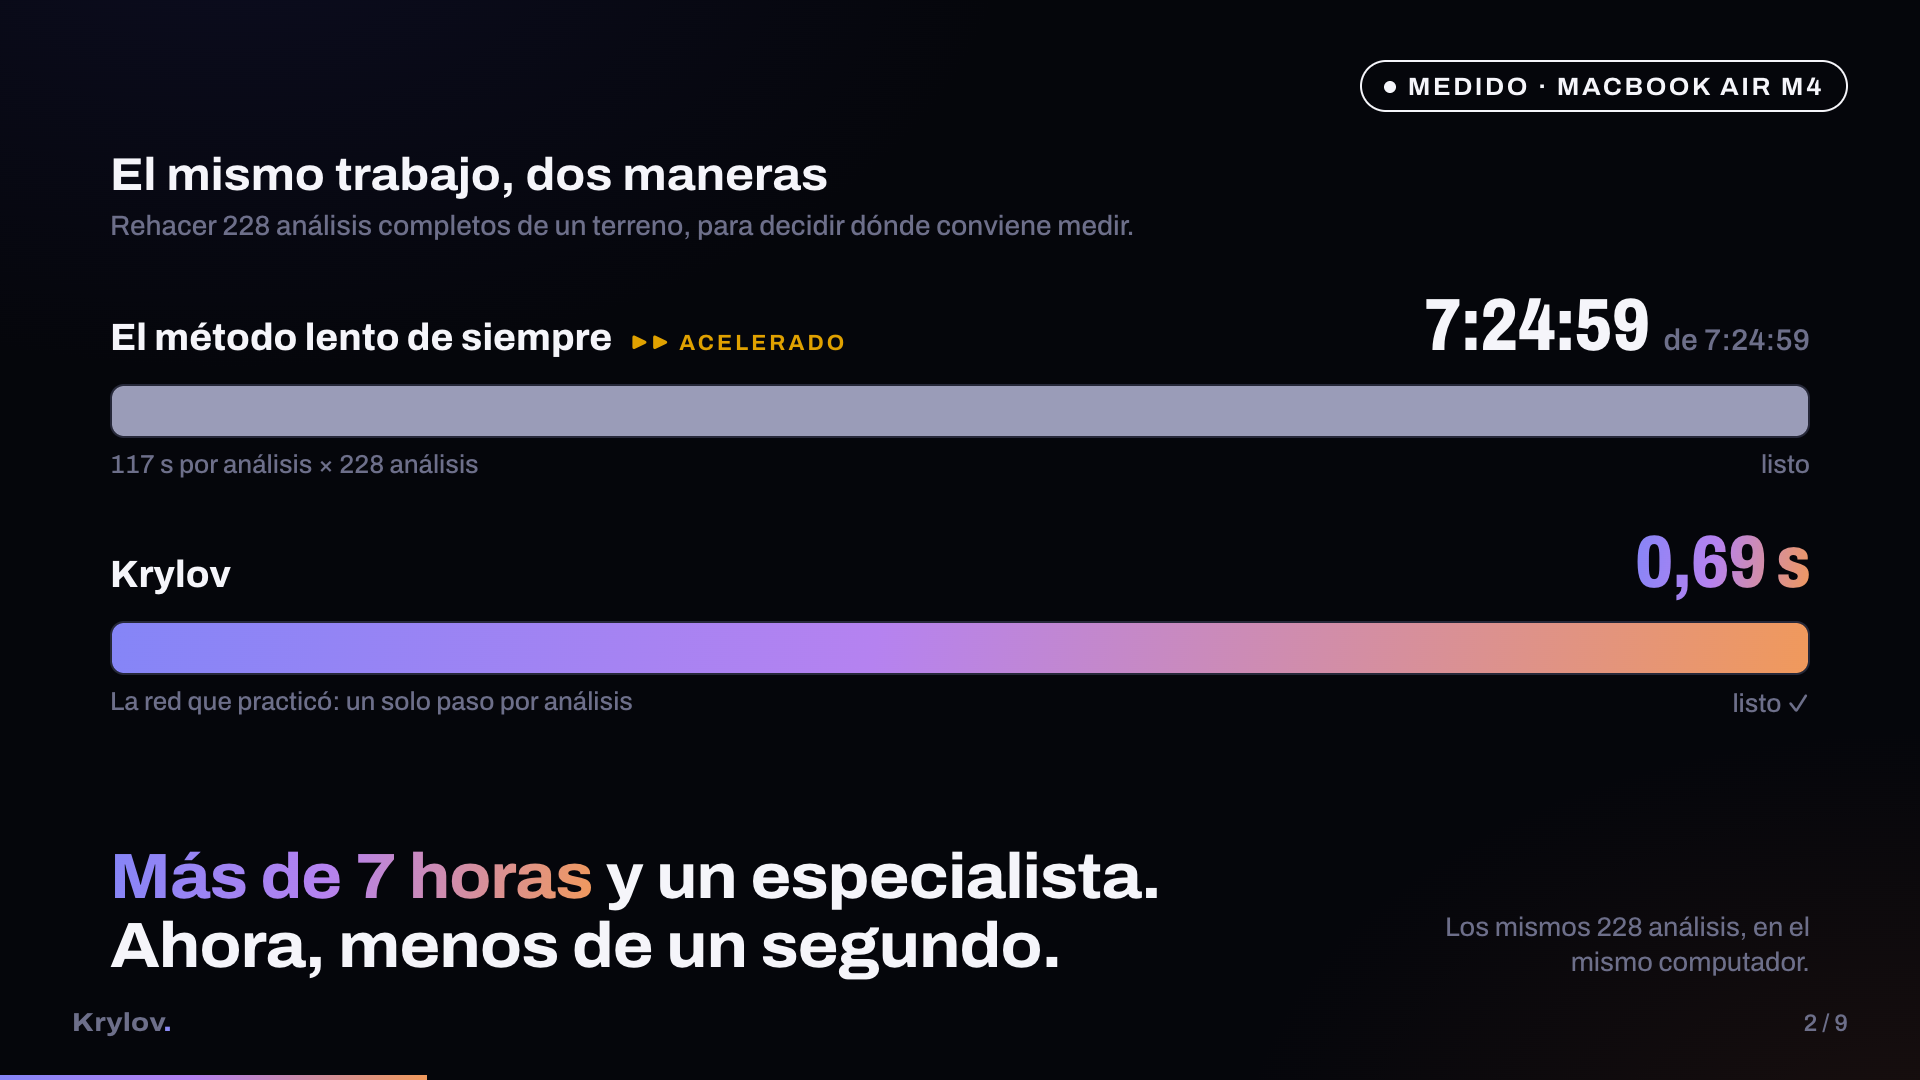 MEDIDO · MACBOOK AIR M4
El mismo trabajo, dos maneras
Rehacer 228 análisis completos de un terreno, para decidir dónde conviene medir.
El método lento de siempre ▶▶ ACELERADO
7:24:59 de 7:24:59
117 s por análisis × 228 análisis
listo
Krylov
0,69 s
La red que practicó: un solo paso por análisis
listo ✓
Más de 7 horas y un especialista.
Ahora, menos de un segundo.
Los mismos 228 análisis, en el
mismo computador.
Krylov.
2 / 9